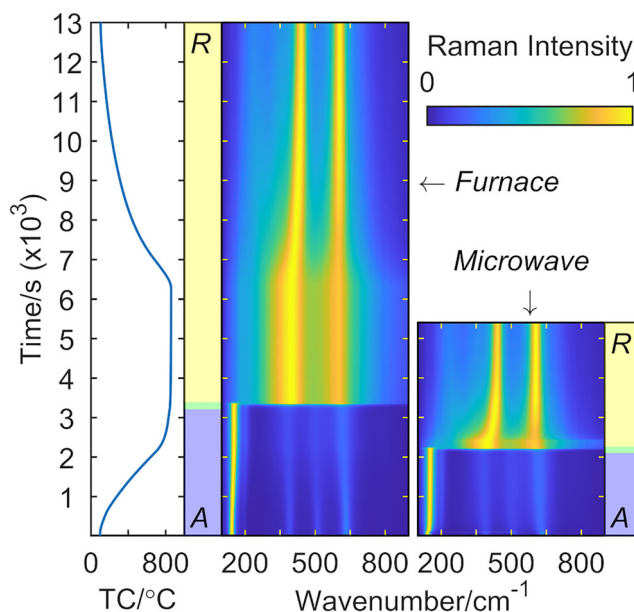 13
12
11
10
9
8
7
6
5
4
3
2
1
Time/s (x10³)
R
A
0 800
TC/°C
200 500 800
Wavenumber/cm⁻¹
Raman Intensity
0 1
← Furnace
Microwave
↓
R
A
200 500 800